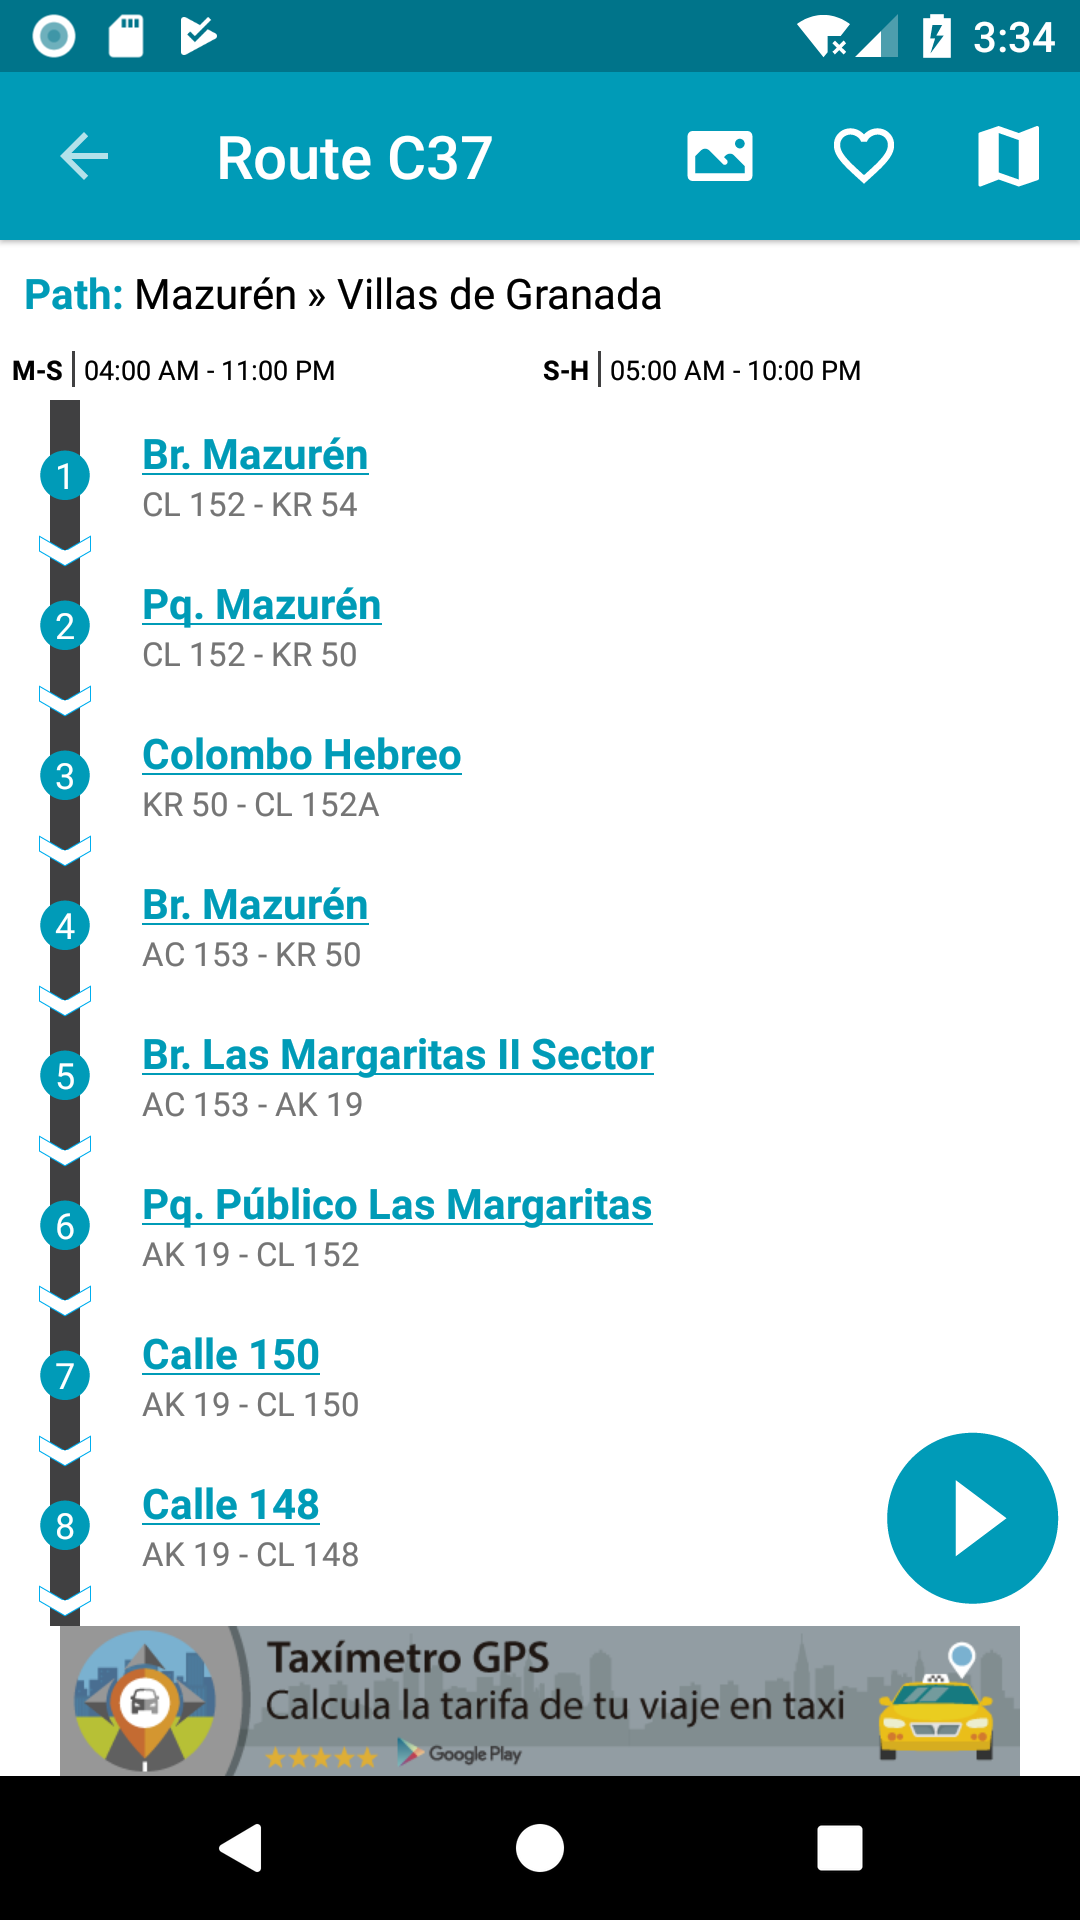 3:34
Route C37
Path: Mazurén » Villas de Granada
M-S 04:00 AM - 11:00 PM S-H 05:00 AM - 10:00 PM
1 Br. Mazurén
CL 152 - KR 54
2 Pq. Mazurén
CL 152 - KR 50
3 Colombo Hebreo
KR 50 - CL 152A
4 Br. Mazurén
AC 153 - KR 50
5 Br. Las Margaritas II Sector
AC 153 - AK 19
6 Pq. Público Las Margaritas
AK 19 - CL 152
7 Calle 150
AK 19 - CL 150
8 Calle 148
AK 19 - CL 148
Taxímetro GPS
Calcula la tarifa de tu viaje en taxi
Google Play